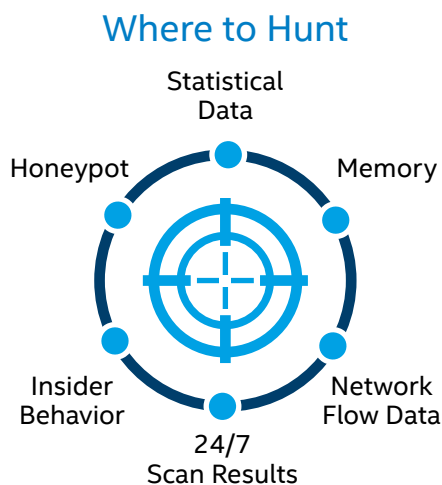 Where to Hunt
Statistical
Data
Honeypot
Memory
Insider
Behavior
Network
Flow Data
24/7
Scan Results